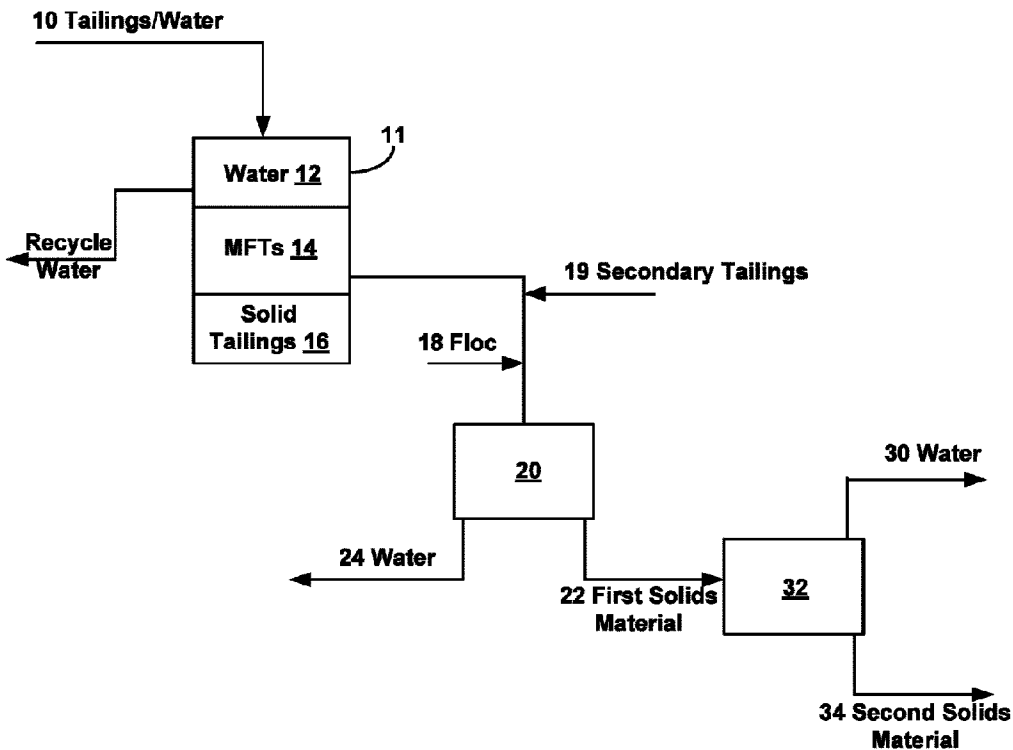 10 Tailings/Water
11
Water 12
MFTs 14
Recycle
Water
Solid
Tailings 16
19 Secondary Tailings
18 Floc
20
30 Water
24 Water
32
22 First Solids
Material
34 Second Solids
Material